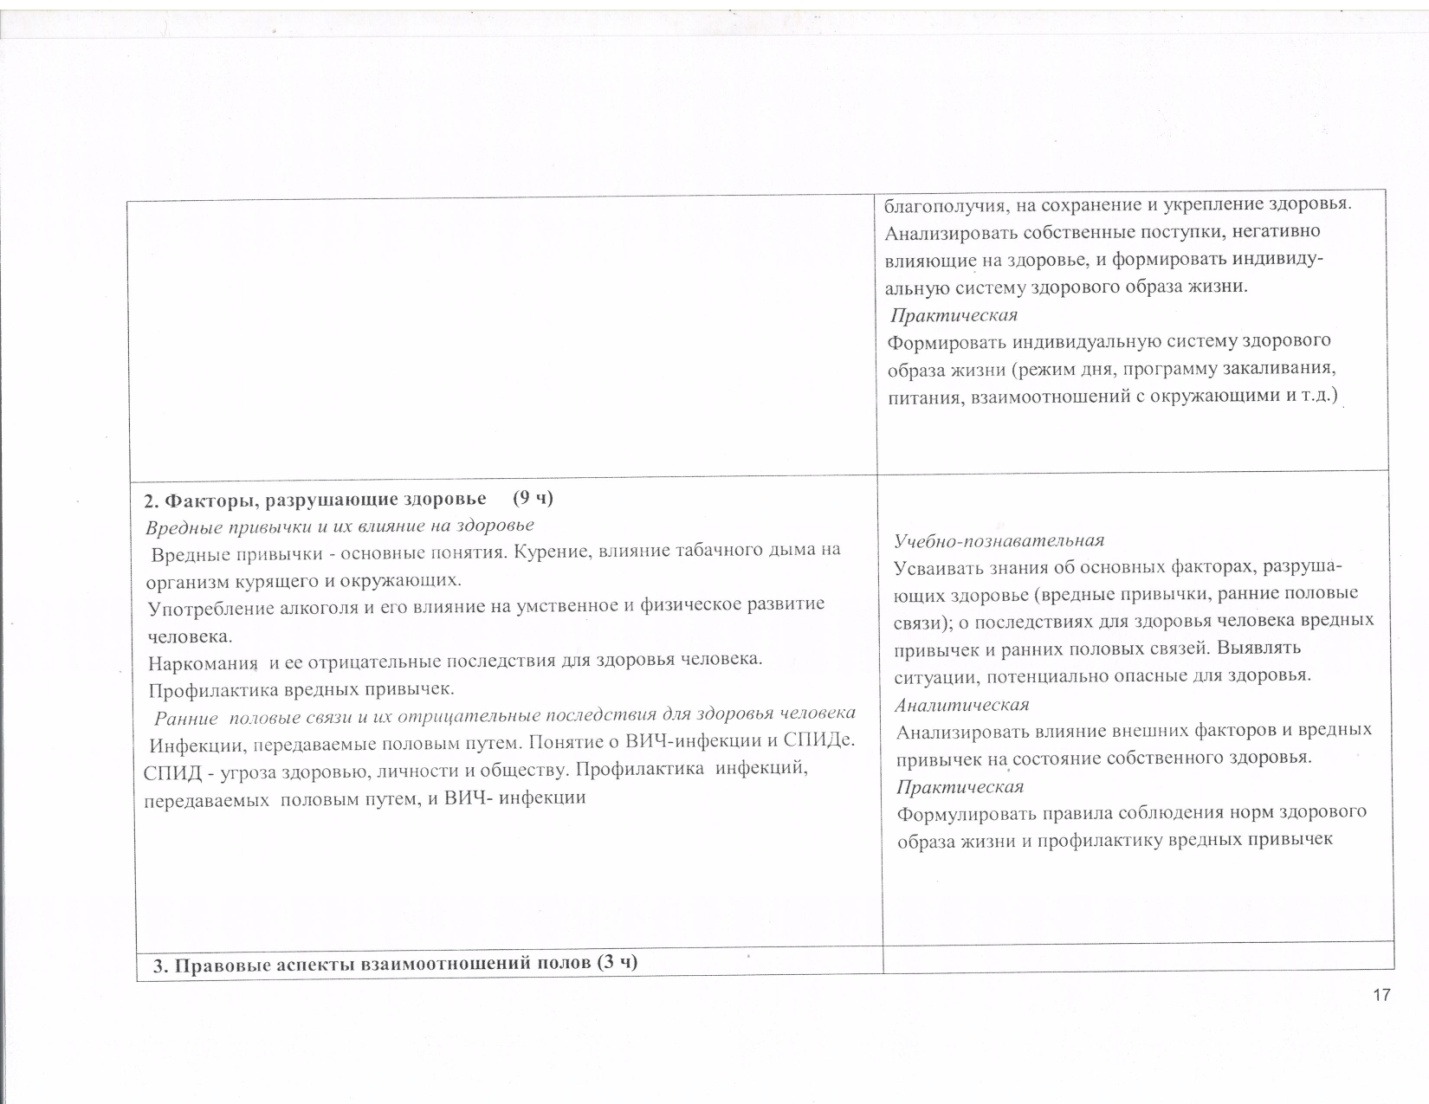 благополучия, на сохранение и укрепление здоровья.
Анализировать собственные поступки, негативно
влияющие на здоровье, и формировать индивиду-
альную систему здорового образа жизни.
Практическая
Формировать индивидуальную систему здорового
образа жизни (режим дня, программу закаливания,
питания, взаимоотношений с окружающими и т.д.)
2. Факторы, разрушающие здоровье (9 ч)
Вредные привычки и их влияние на здоровье
Вредные привычки - основные понятия. Курение, влияние табачного дыма на
организм курящего и окружающих.
Употребление алкоголя и его влияние на умственное и физическое развитие
человека.
Наркомания и ее отрицательные последствия для здоровья человека.
Профилактика вредных привычек.
Ранние половые связи и их отрицательные последствия для здоровья человека
Инфекции, передаваемые половым путем. Понятие о ВИЧ-инфекции и СПИДе.
СПИД - угроза здоровью, личности и обществу. Профилактика инфекций,
передаваемых половым путем, и ВИЧ- инфекции
Учебно-познавательная
Усваивать знания об основных факторах, разруша-
ющих здоровье (вредные привычки, ранние половые
связи); о последствиях для здоровья человека вредных
привычек и ранних половых связей. Выявлять
ситуации, потенциально опасные для здоровья.
Аналитическая
Анализировать влияние внешних факторов и вредных
привычек на состояние собственного здоровья.
Практическая
Формулировать правила соблюдения норм здорового
образа жизни и профилактику вредных привычек
3. Правовые аспекты взаимоотношений полов (3 ч)
17